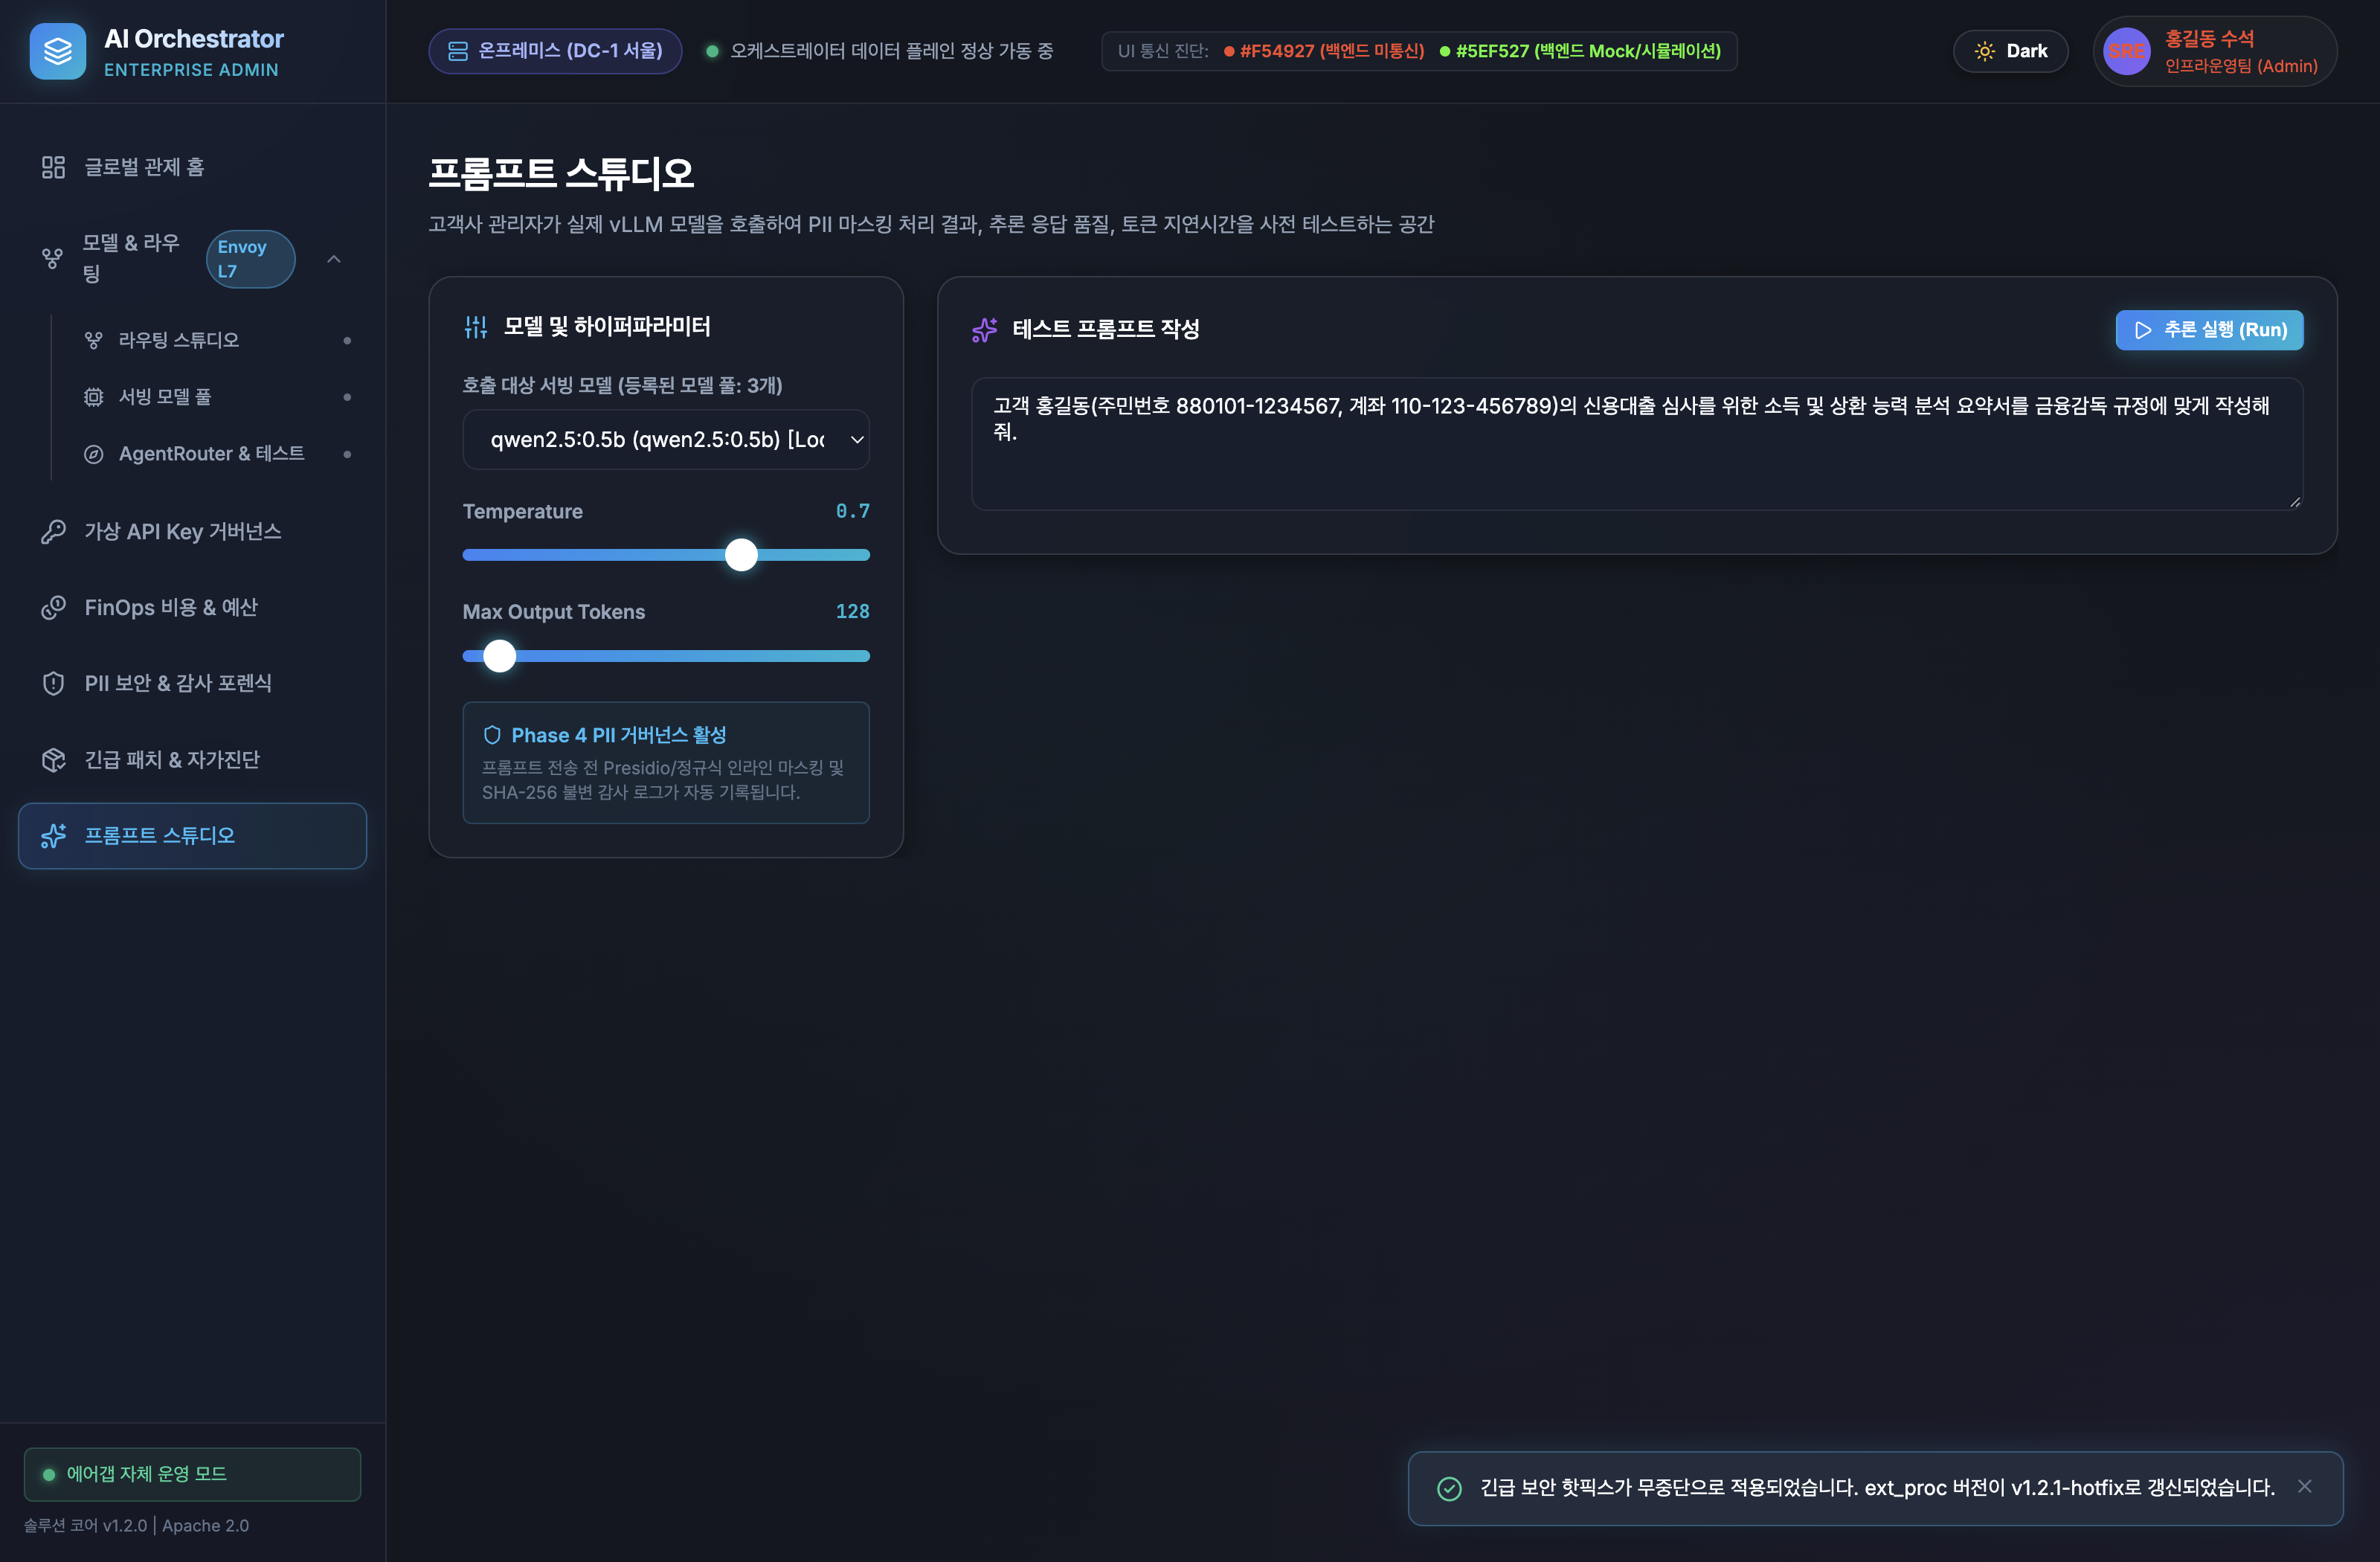 AI Orchestrator
ENTERPRISE ADMIN
온프레미스 (DC-1 서울)
오케스트레이터 데이터 플레인 정상 가동 중
UI 통신 진단: #F54927 (백엔드 미통신) #5EF527 (백엔드 Mock/시뮬레이션)
Dark
SRE
홍길동 수석
인프라운영팀 (Admin)
글로벌 관제 홈
모델 & 라우
팅
Envoy
L7
라우팅 스튜디오
서빙 모델 풀
AgentRouter & 테스트
가상 API Key 거버넌스
FinOps 비용 & 예산
PII 보안 & 감사 포렌식
긴급 패치 & 자가진단
프롬프트 스튜디오
에어갭 자체 운영 모드
솔루션 코어 v1.2.0 | Apache 2.0
프롬프트 스튜디오
고객사 관리자가 실제 vLLM 모델을 호출하여 PII 마스킹 처리 결과, 추론 응답 품질, 토큰 지연시간을 사전 테스트하는 공간
모델 및 하이퍼파라미터
호출 대상 서빙 모델 (등록된 모델 풀: 3개)
qwen2.5:0.5b (qwen2.5:0.5b) [Loc
Temperature 0.7
Max Output Tokens 128
Phase 4 PII 거버넌스 활성
프롬프트 전송 전 Presidio/정규식 인라인 마스킹 및
SHA-256 불변 감사 로그가 자동 기록됩니다.
테스트 프롬프트 작성
추론 실행 (Run)
고객 홍길동(주민번호 880101-1234567, 계좌 110-123-456789)의 신용대출 심사를 위한 소득 및 상환 능력 분석 요약서를 금융감독 규정에 맞게 작성해
줘.
긴급 보안 핫픽스가 무중단으로 적용되었습니다. ext_proc 버전이 v1.2.1-hotfix로 갱신되었습니다.